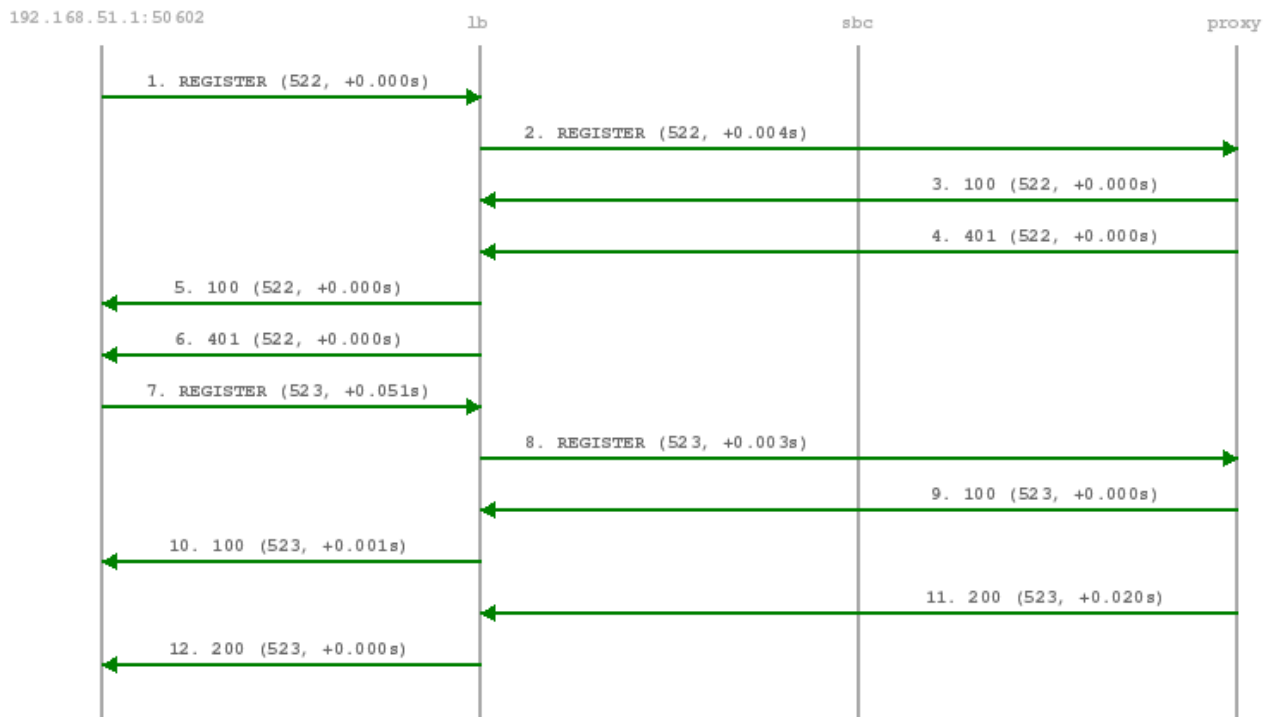 192.168.51.1:50602 lb sbc proxy
1. REGISTER (522, +0.000s)
2. REGISTER (522, +0.004s)
3. 100 (522, +0.000s)
4. 401 (522, +0.000s)
5. 100 (522, +0.000s)
6. 401 (522, +0.000s)
7. REGISTER (523, +0.051s)
8. REGISTER (523, +0.003s)
9. 100 (523, +0.000s)
10. 100 (523, +0.001s)
11. 200 (523, +0.020s)
12. 200 (523, +0.000s)